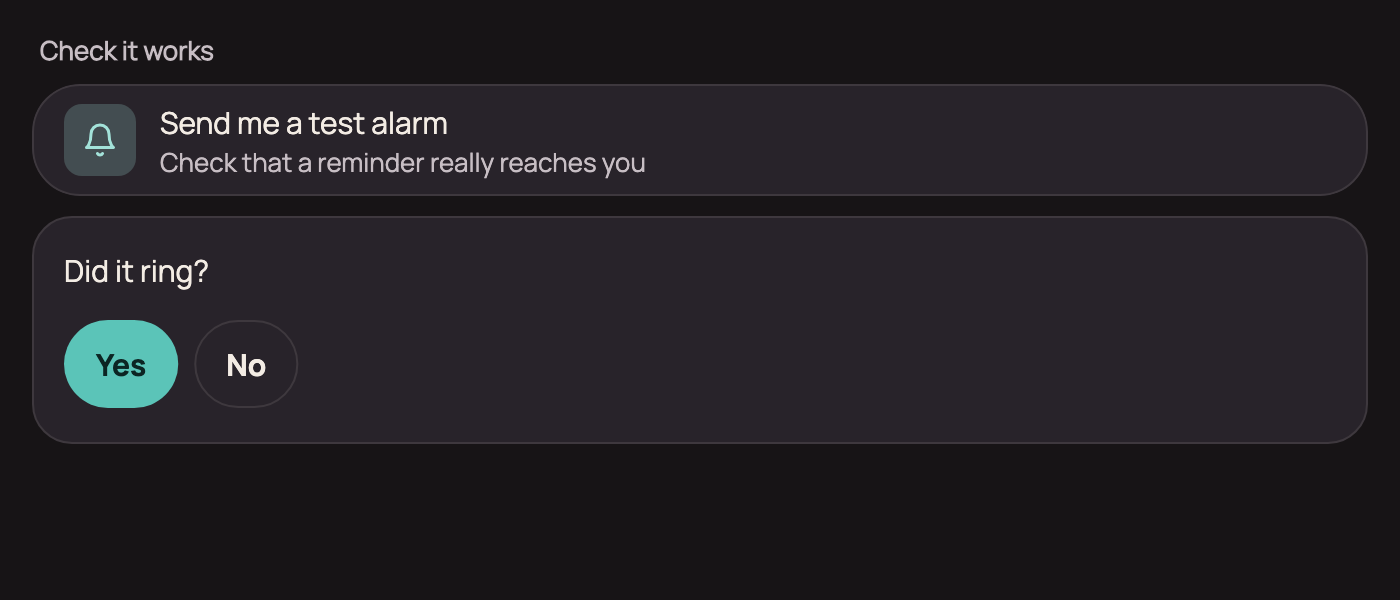 Check it works
Send me a test alarm
Check that a reminder really reaches you
Did it ring?
Yes
No